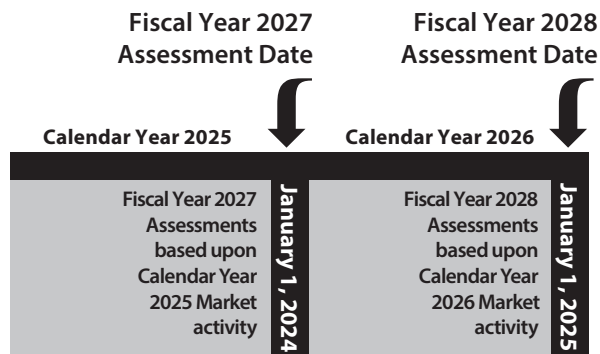 Fiscal Year 2027
Assessment Date
Fiscal Year 2028
Assessment Date
Calendar Year 2025
Calendar Year 2026
Fiscal Year 2027
Assessments
based upon
Calendar Year
2025 Market
activity
January 1, 2024
Fiscal Year 2028
Assessments
based upon
Calendar Year
2026 Market
activity
January 1, 2025